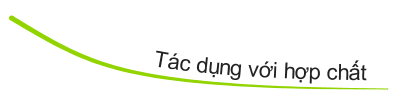 Tác dụng với hợp chất